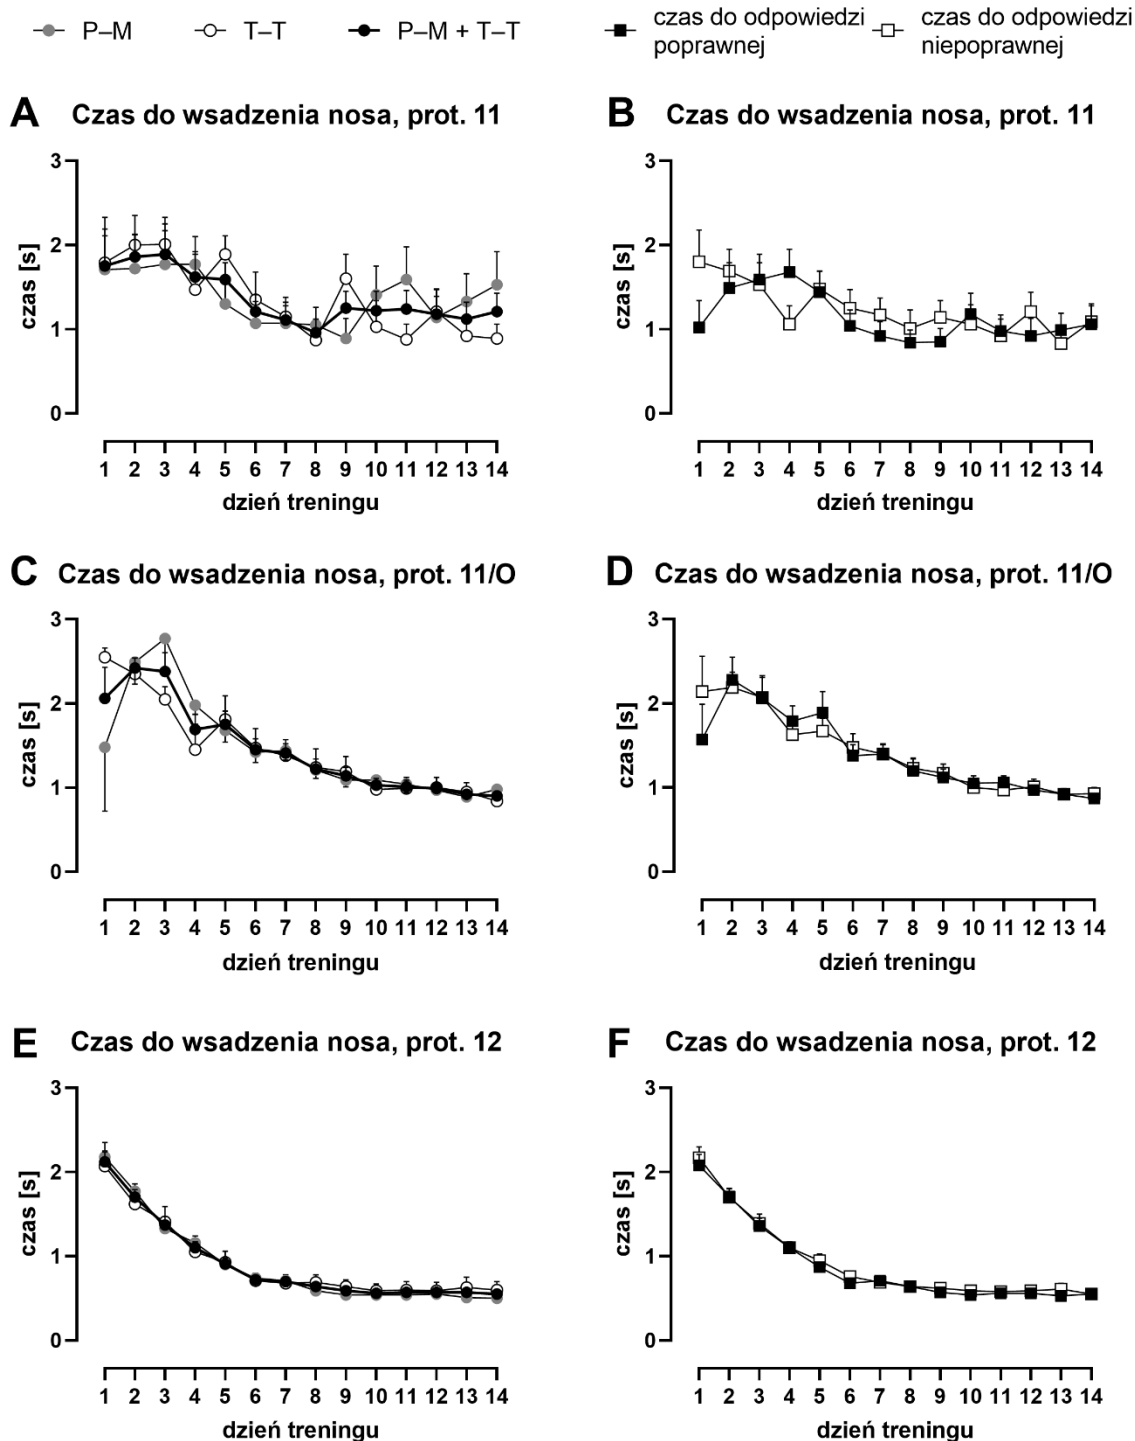 P–M T–T P–M + T–T czas do odpowiedzi poprawnej czas do odpowiedzi niepoprawnej
A Czas do wsadzenia nosa, prot. 11
3
2
1
0
czas [s]
1 2 3 4 5 6 7 8 9 10 11 12 13 14
dzień treningu
B Czas do wsadzenia nosa, prot. 11
3
2
1
0
czas [s]
1 2 3 4 5 6 7 8 9 10 11 12 13 14
dzień treningu
C Czas do wsadzenia nosa, prot. 11/O
3
2
1
0
czas [s]
1 2 3 4 5 6 7 8 9 10 11 12 13 14
dzień treningu
D Czas do wsadzenia nosa, prot. 11/O
3
2
1
0
czas [s]
1 2 3 4 5 6 7 8 9 10 11 12 13 14
dzień treningu
E Czas do wsadzenia nosa, prot. 12
3
2
1
0
czas [s]
1 2 3 4 5 6 7 8 9 10 11 12 13 14
dzień treningu
F Czas do wsadzenia nosa, prot. 12
3
2
1
0
czas [s]
1 2 3 4 5 6 7 8 9 10 11 12 13 14
dzień treningu